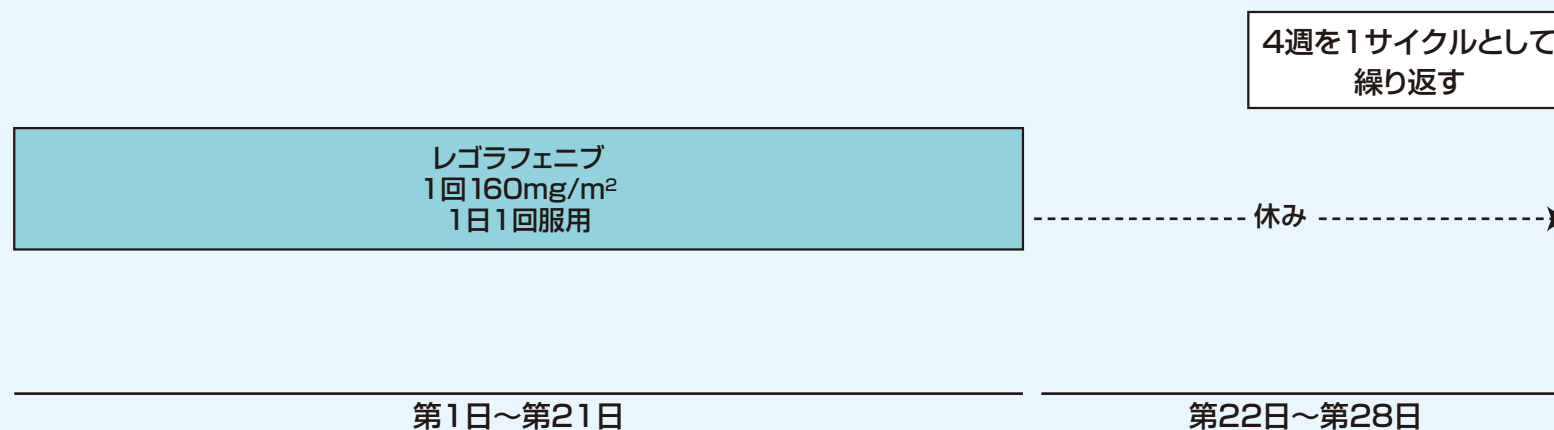 4週を1サイクルとして
繰り返す
レゴラフェニブ
1回160mg/m²
1日1回服用
休み
第1日～第21日
第22日～第28日